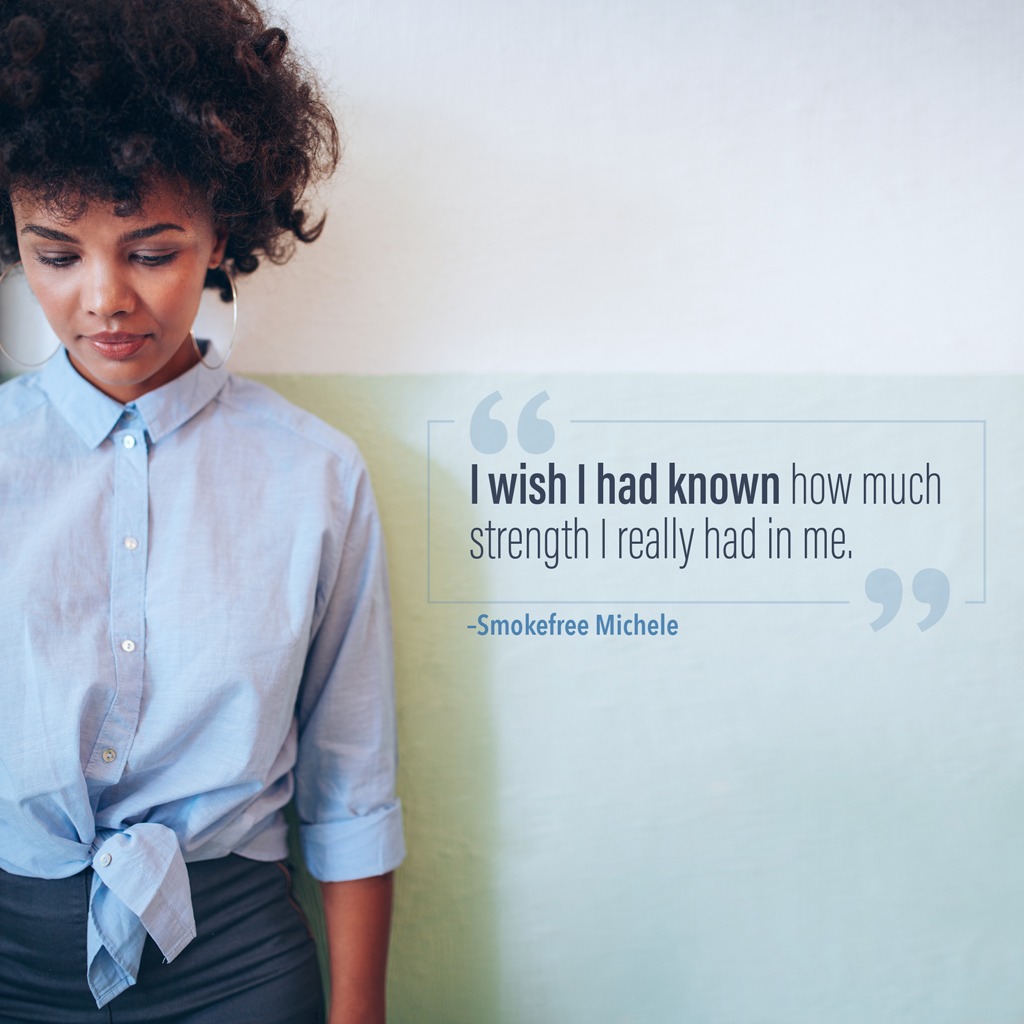 “
I wish I had known how much
strength I really had in me.
”
–Smokefree Michele